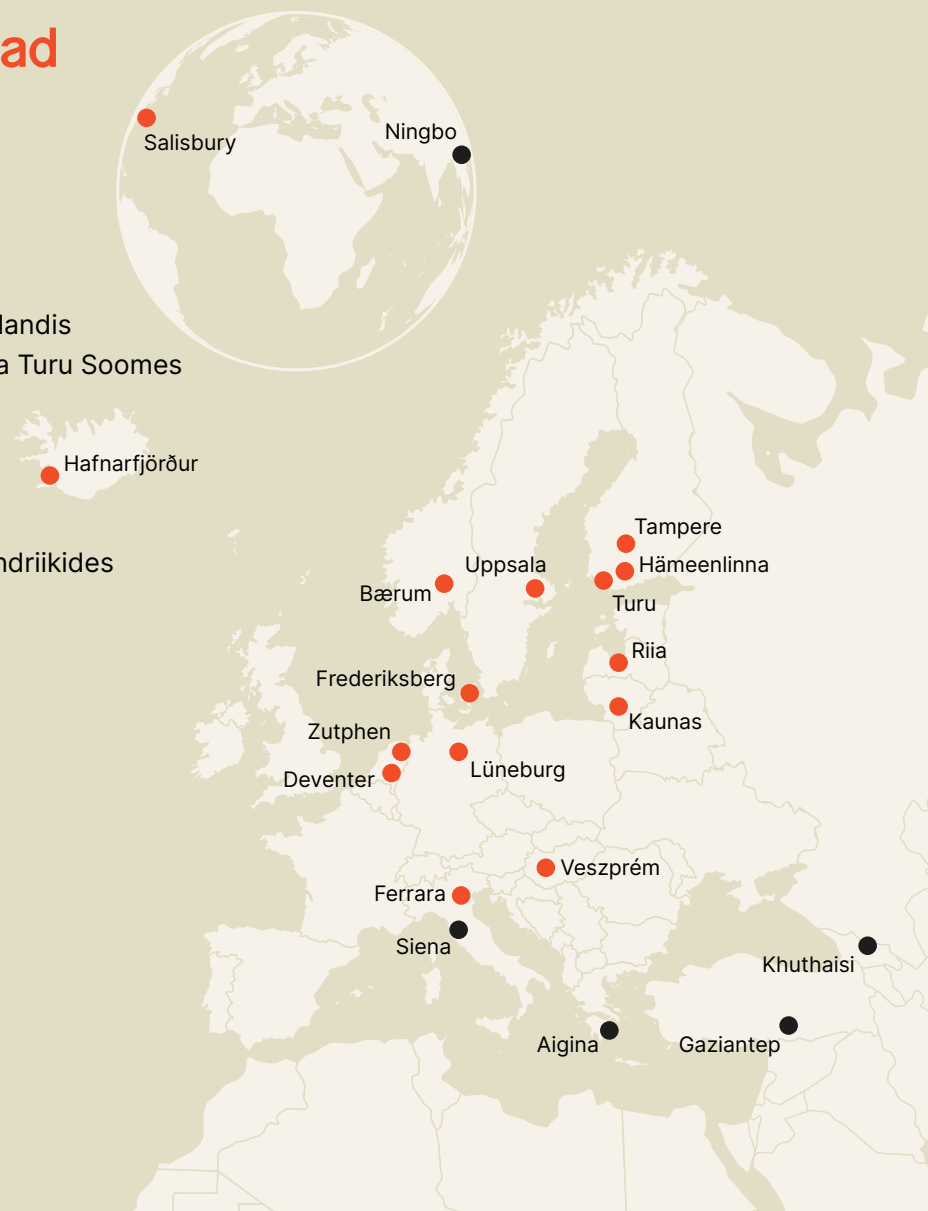 ad
Salisbury
Ningbo
landis
a Turu Soomes
Hafnarfjörður
ndriikides
Tampere
Uppsala
Hämeenlinna
Bærum
Turu
Riia
Frederiksberg
Kaunas
Zutphen
Lüneburg
Deventer
Veszprém
Ferrara
Siena
Khuthaisi
Aigina
Gaziantep